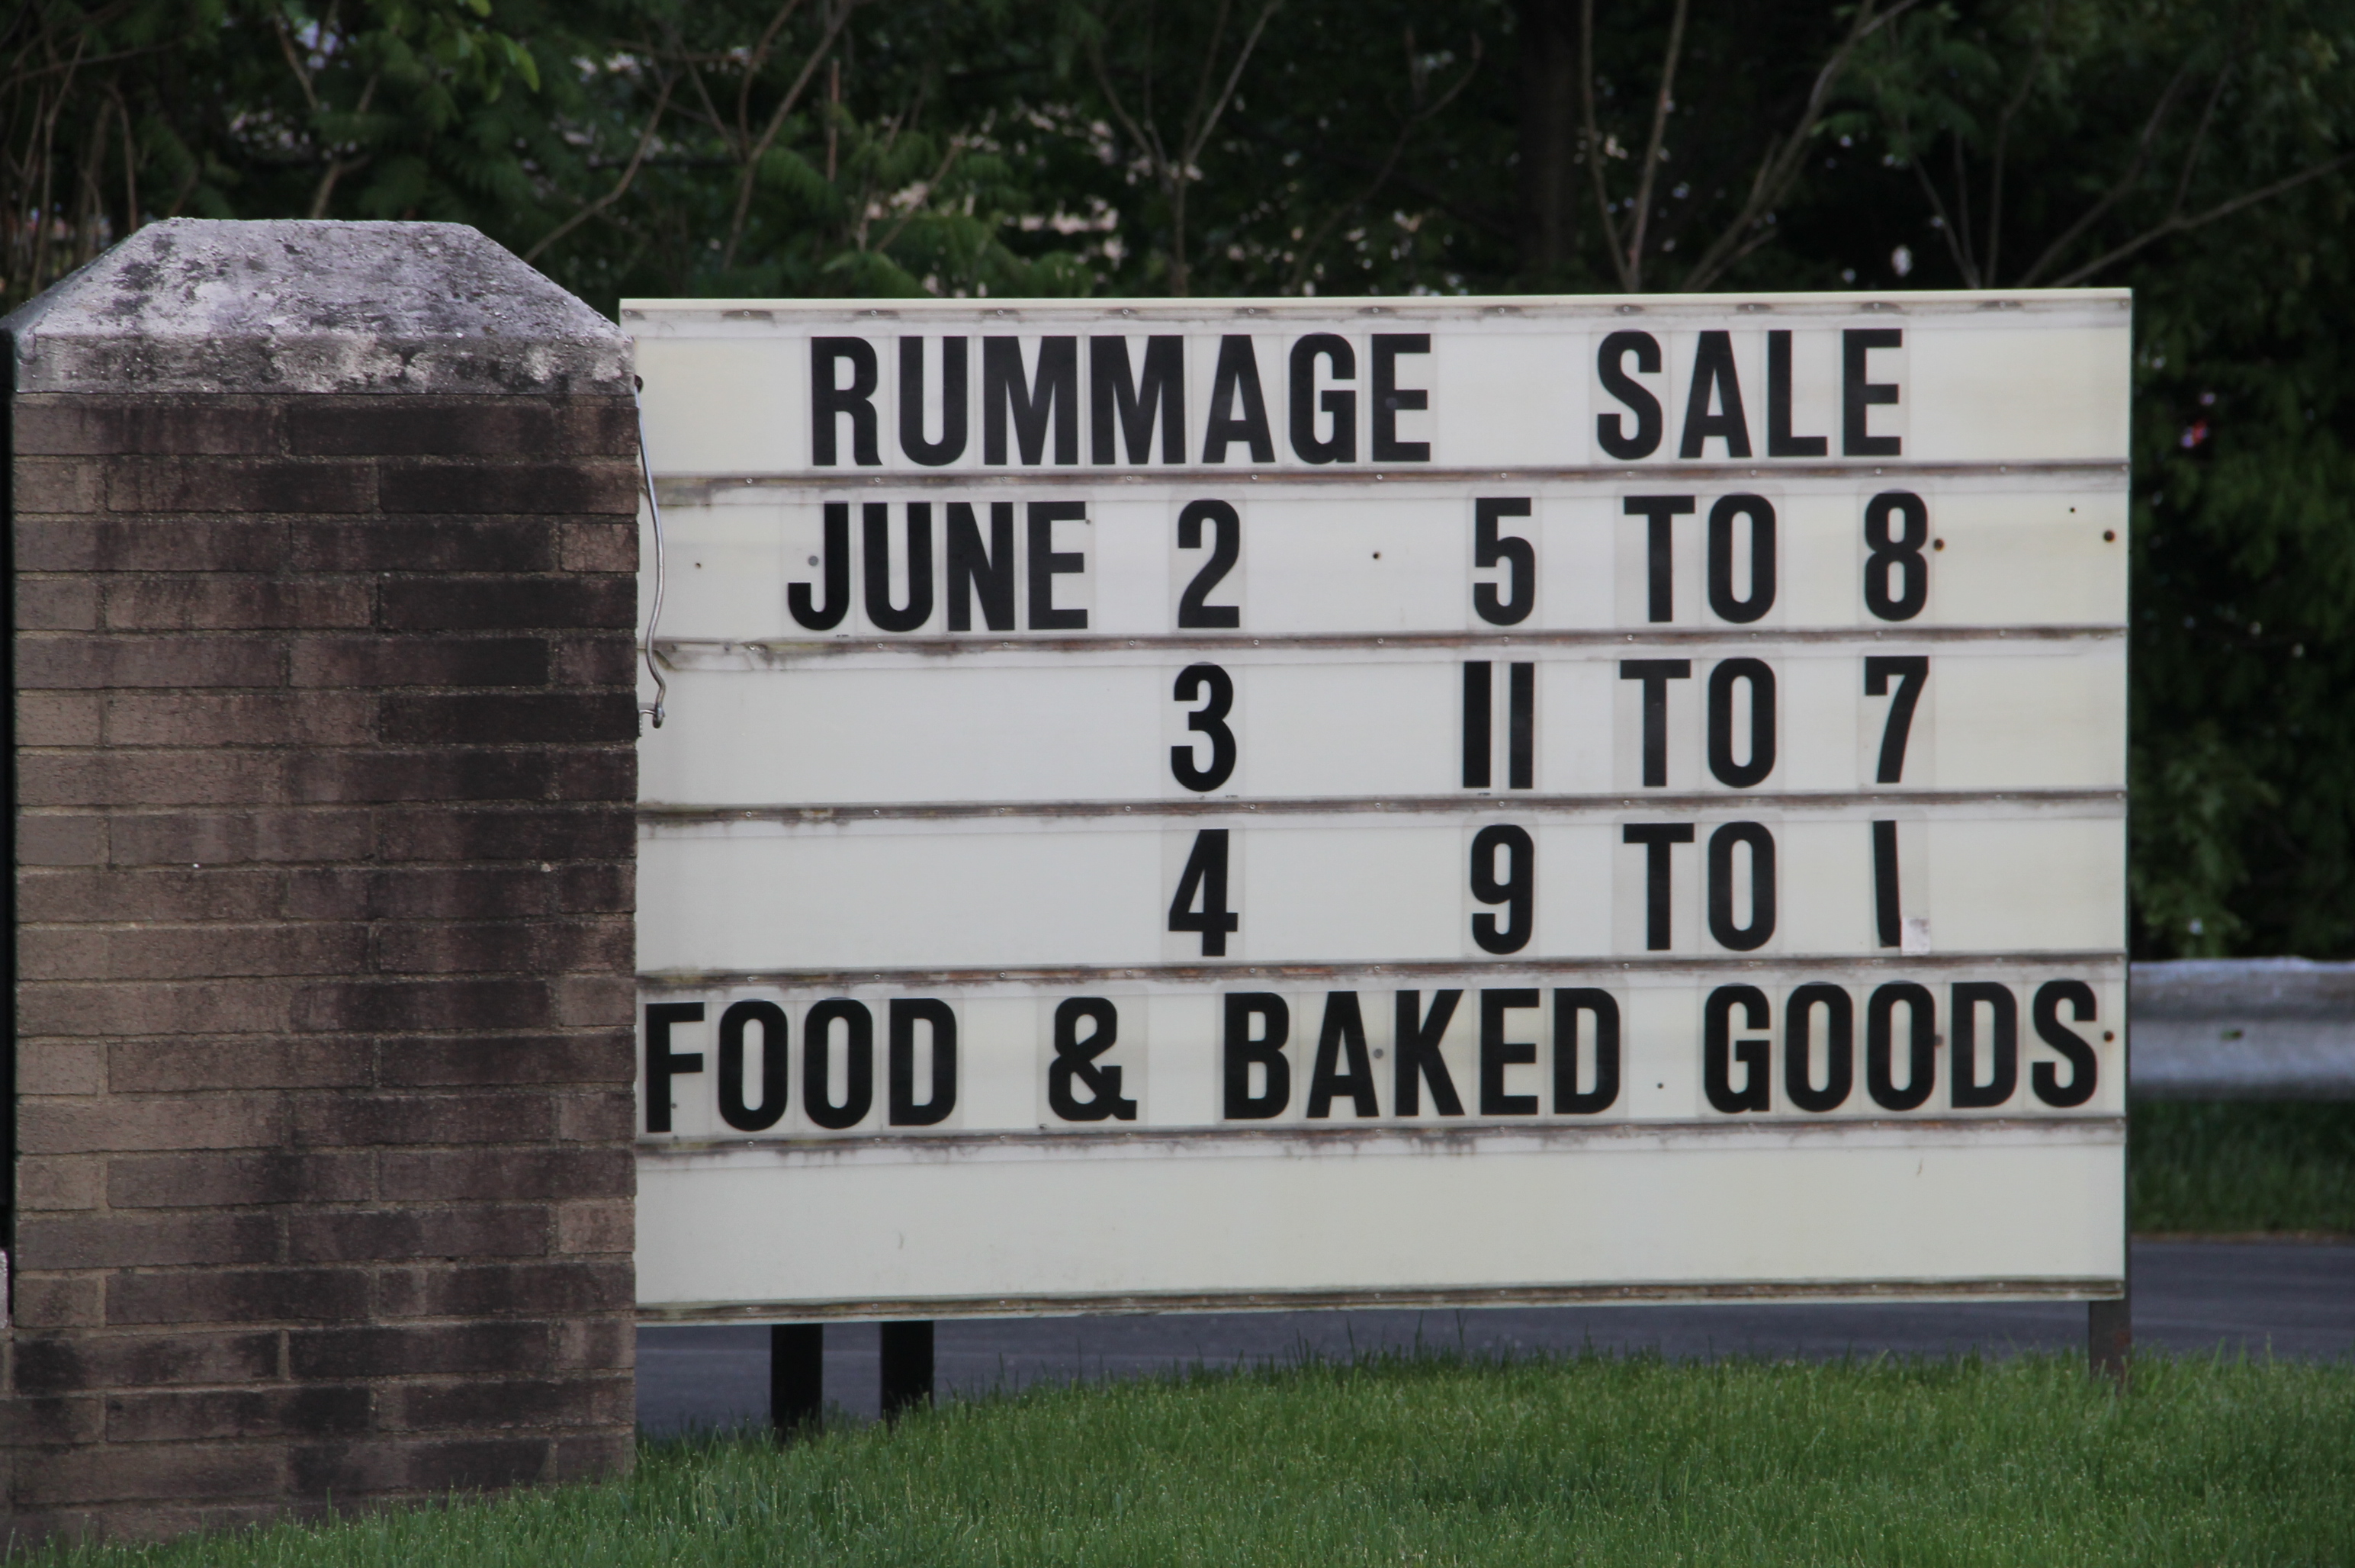 RUMMAGE SALE
JUNE 2 5 TO 8
3 11 TO 7
4 9 TO 1
FOOD & BAKED GOODS